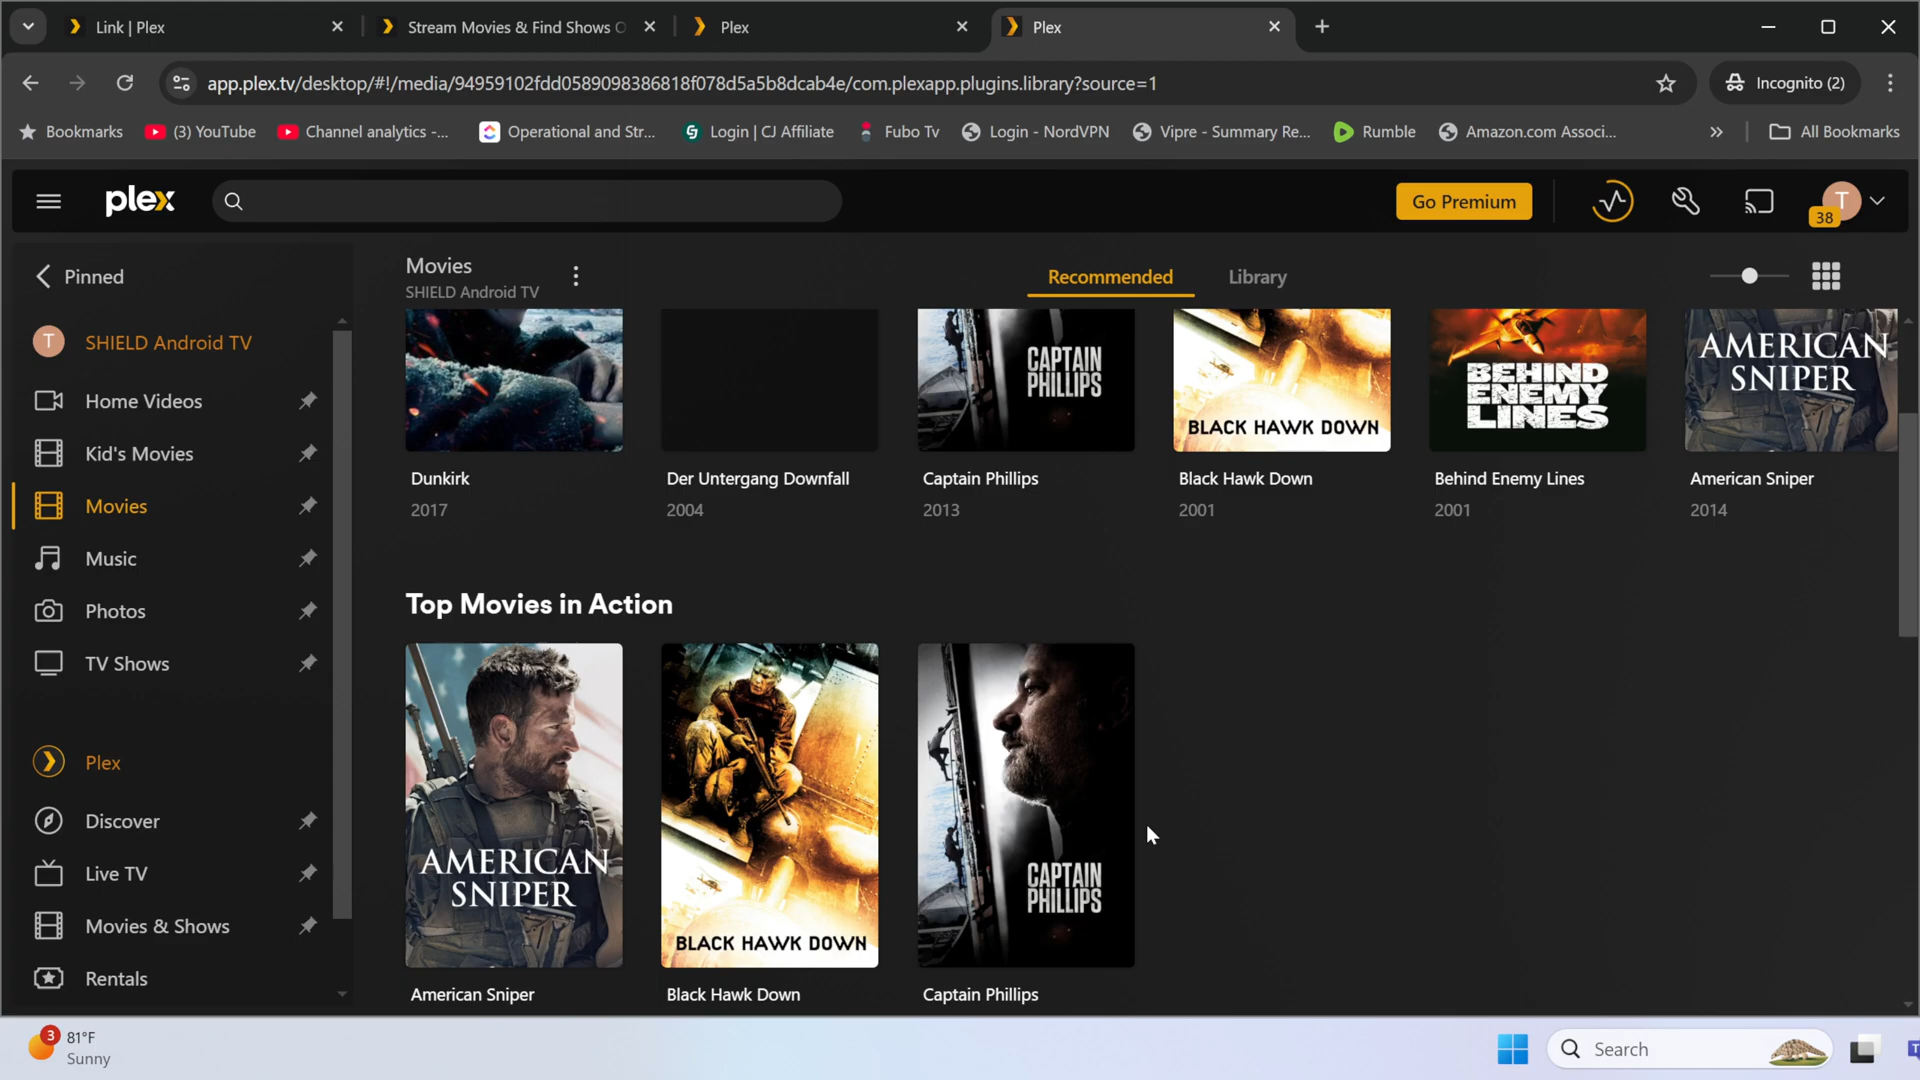 Link | Plex
Stream Movies & Find Shows O
Plex
Plex
app.plex.tv/desktop/#!/media/94959102fdd0589098386818f078d5a5b8dcab4e/com.plexapp.plugins.library?source=1
Incognito (2)
Bookmarks
(3) YouTube
Channel analytics -...
Operational and Str...
Login | CJ Affiliate
Fubo Tv
Login - NordVPN
Vipre - Summary Re...
Rumble
Amazon.com Associ...
»
All Bookmarks
plex
Go Premium
T
38
Pinned
T
SHIELD Android TV
Home Videos
Kid's Movies
Movies
Music
Photos
TV Shows
Plex
Discover
Live TV
Movies & Shows
Rentals
Movies
SHIELD Android TV
Recommended
Library
CAPTAIN
PHILLIPS
BLACK HAWK DOWN
BEHIND
ENEMY
LINES
AMERICAN
SNIPER
Dunkirk
2017
Der Untergang Downfall
2004
Captain Phillips
2013
Black Hawk Down
2001
Behind Enemy Lines
2001
American Sniper
2014
Top Movies in Action
AMERICAN
SNIPER
BLACK HAWK DOWN
CAPTAIN
PHILLIPS
American Sniper
Black Hawk Down
Captain Phillips
3
81°F
Sunny
Search
T